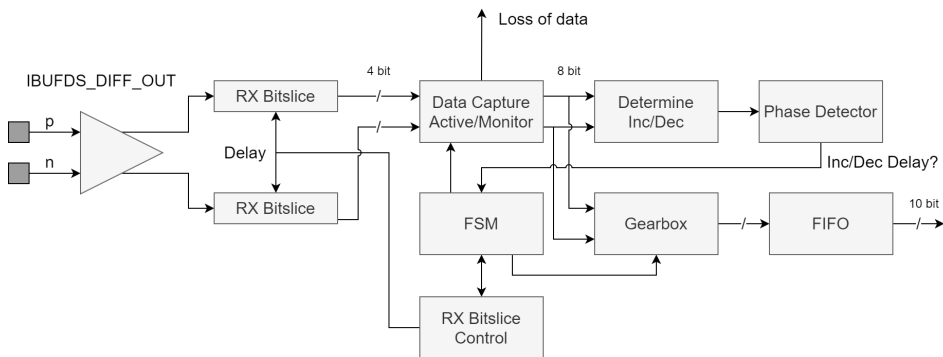 Loss of data
IBUFDS_DIFF_OUT
4 bit
8 bit
RX Bitslice
Data Capture
Active/Monitor
Determine
Inc/Dec
Phase Detector
p
n
Delay
Inc/Dec Delay?
RX Bitslice
FSM
Gearbox
FIFO
10 bit
RX Bitslice
Control